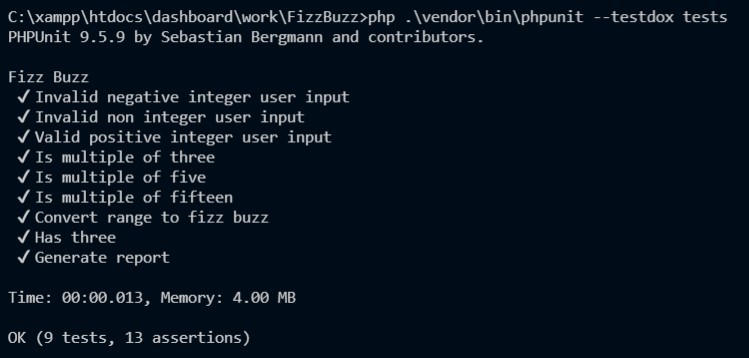 C:\xampp\htdocs\dashboard\work\FizzBuzz>php .\vendor\bin\phpunit --testdox tests
PHPUnit 9.5.9 by Sebastian Bergmann and contributors.
Fizz Buzz
✓ Invalid negative integer user input
✓ Invalid non integer user input
✓ Valid positive integer user input
✓ Is multiple of three
✓ Is multiple of five
✓ Is multiple of fifteen
✓ Convert range to fizz buzz
✓ Has three
✓ Generate report
Time: 00:00.013, Memory: 4.00 MB
OK (9 tests, 13 assertions)